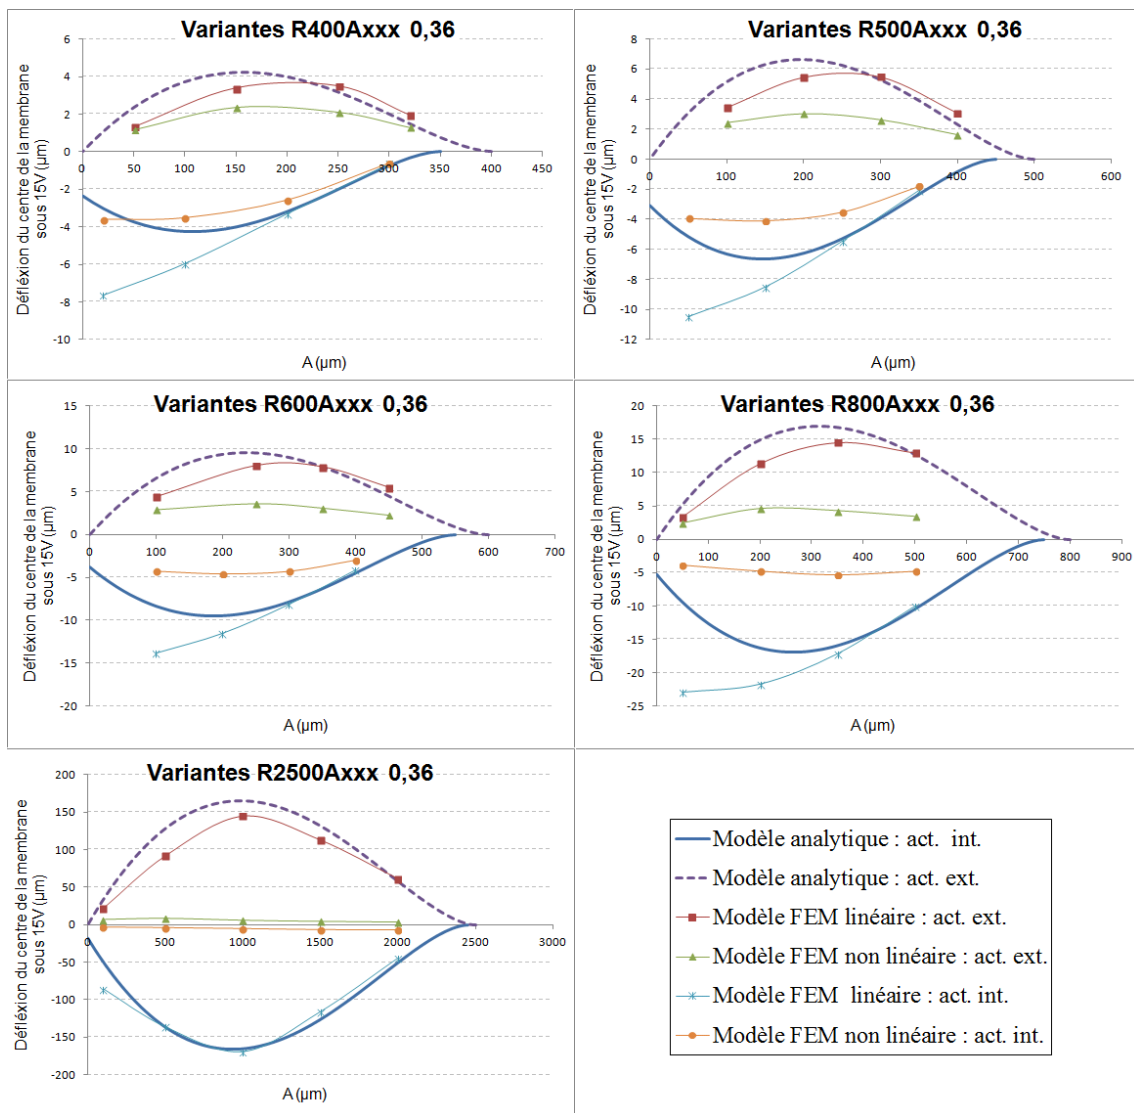 Variantes R400Axxx 0,36
Défléxion du centre de la membrane
sous 15V (µm)
6
4
2
0
-2
-4
-6
-8
-10
0 50 100 150 200 250 300 350 400 450
A (µm)
Variantes R500Axxx 0,36
Défléxion du centre de la membrane
sous 15V (µm)
8
6
4
2
0
-2
-4
-6
-8
-10
-12
0 100 200 300 400 500 600
A (µm)
Variantes R600Axxx 0,36
Défléxion du centre de la membrane
sous 15V (µm)
15
10
5
0
-5
-10
-15
-20
0 100 200 300 400 500 600 700
A (µm)
Variantes R800Axxx 0,36
Défléxion du centre de la membrane
sous 15V (µm)
20
15
10
5
0
-5
-10
-15
-20
-25
0 100 200 300 400 500 600 700 800 900
A (µm)
Variantes R2500Axxx 0,36
Défléxion du centre de la membrane
sous 15V (µm)
200
150
100
50
0
-50
-100
-150
-200
0 500 1000 1500 2000 2500 3000
A (µm)
Modèle analytique : act. int.
Modèle analytique : act. ext.
Modèle FEM linéaire : act. ext.
Modèle FEM non linéaire : act. ext.
Modèle FEM linéaire : act. int.
Modèle FEM non linéaire : act. int.